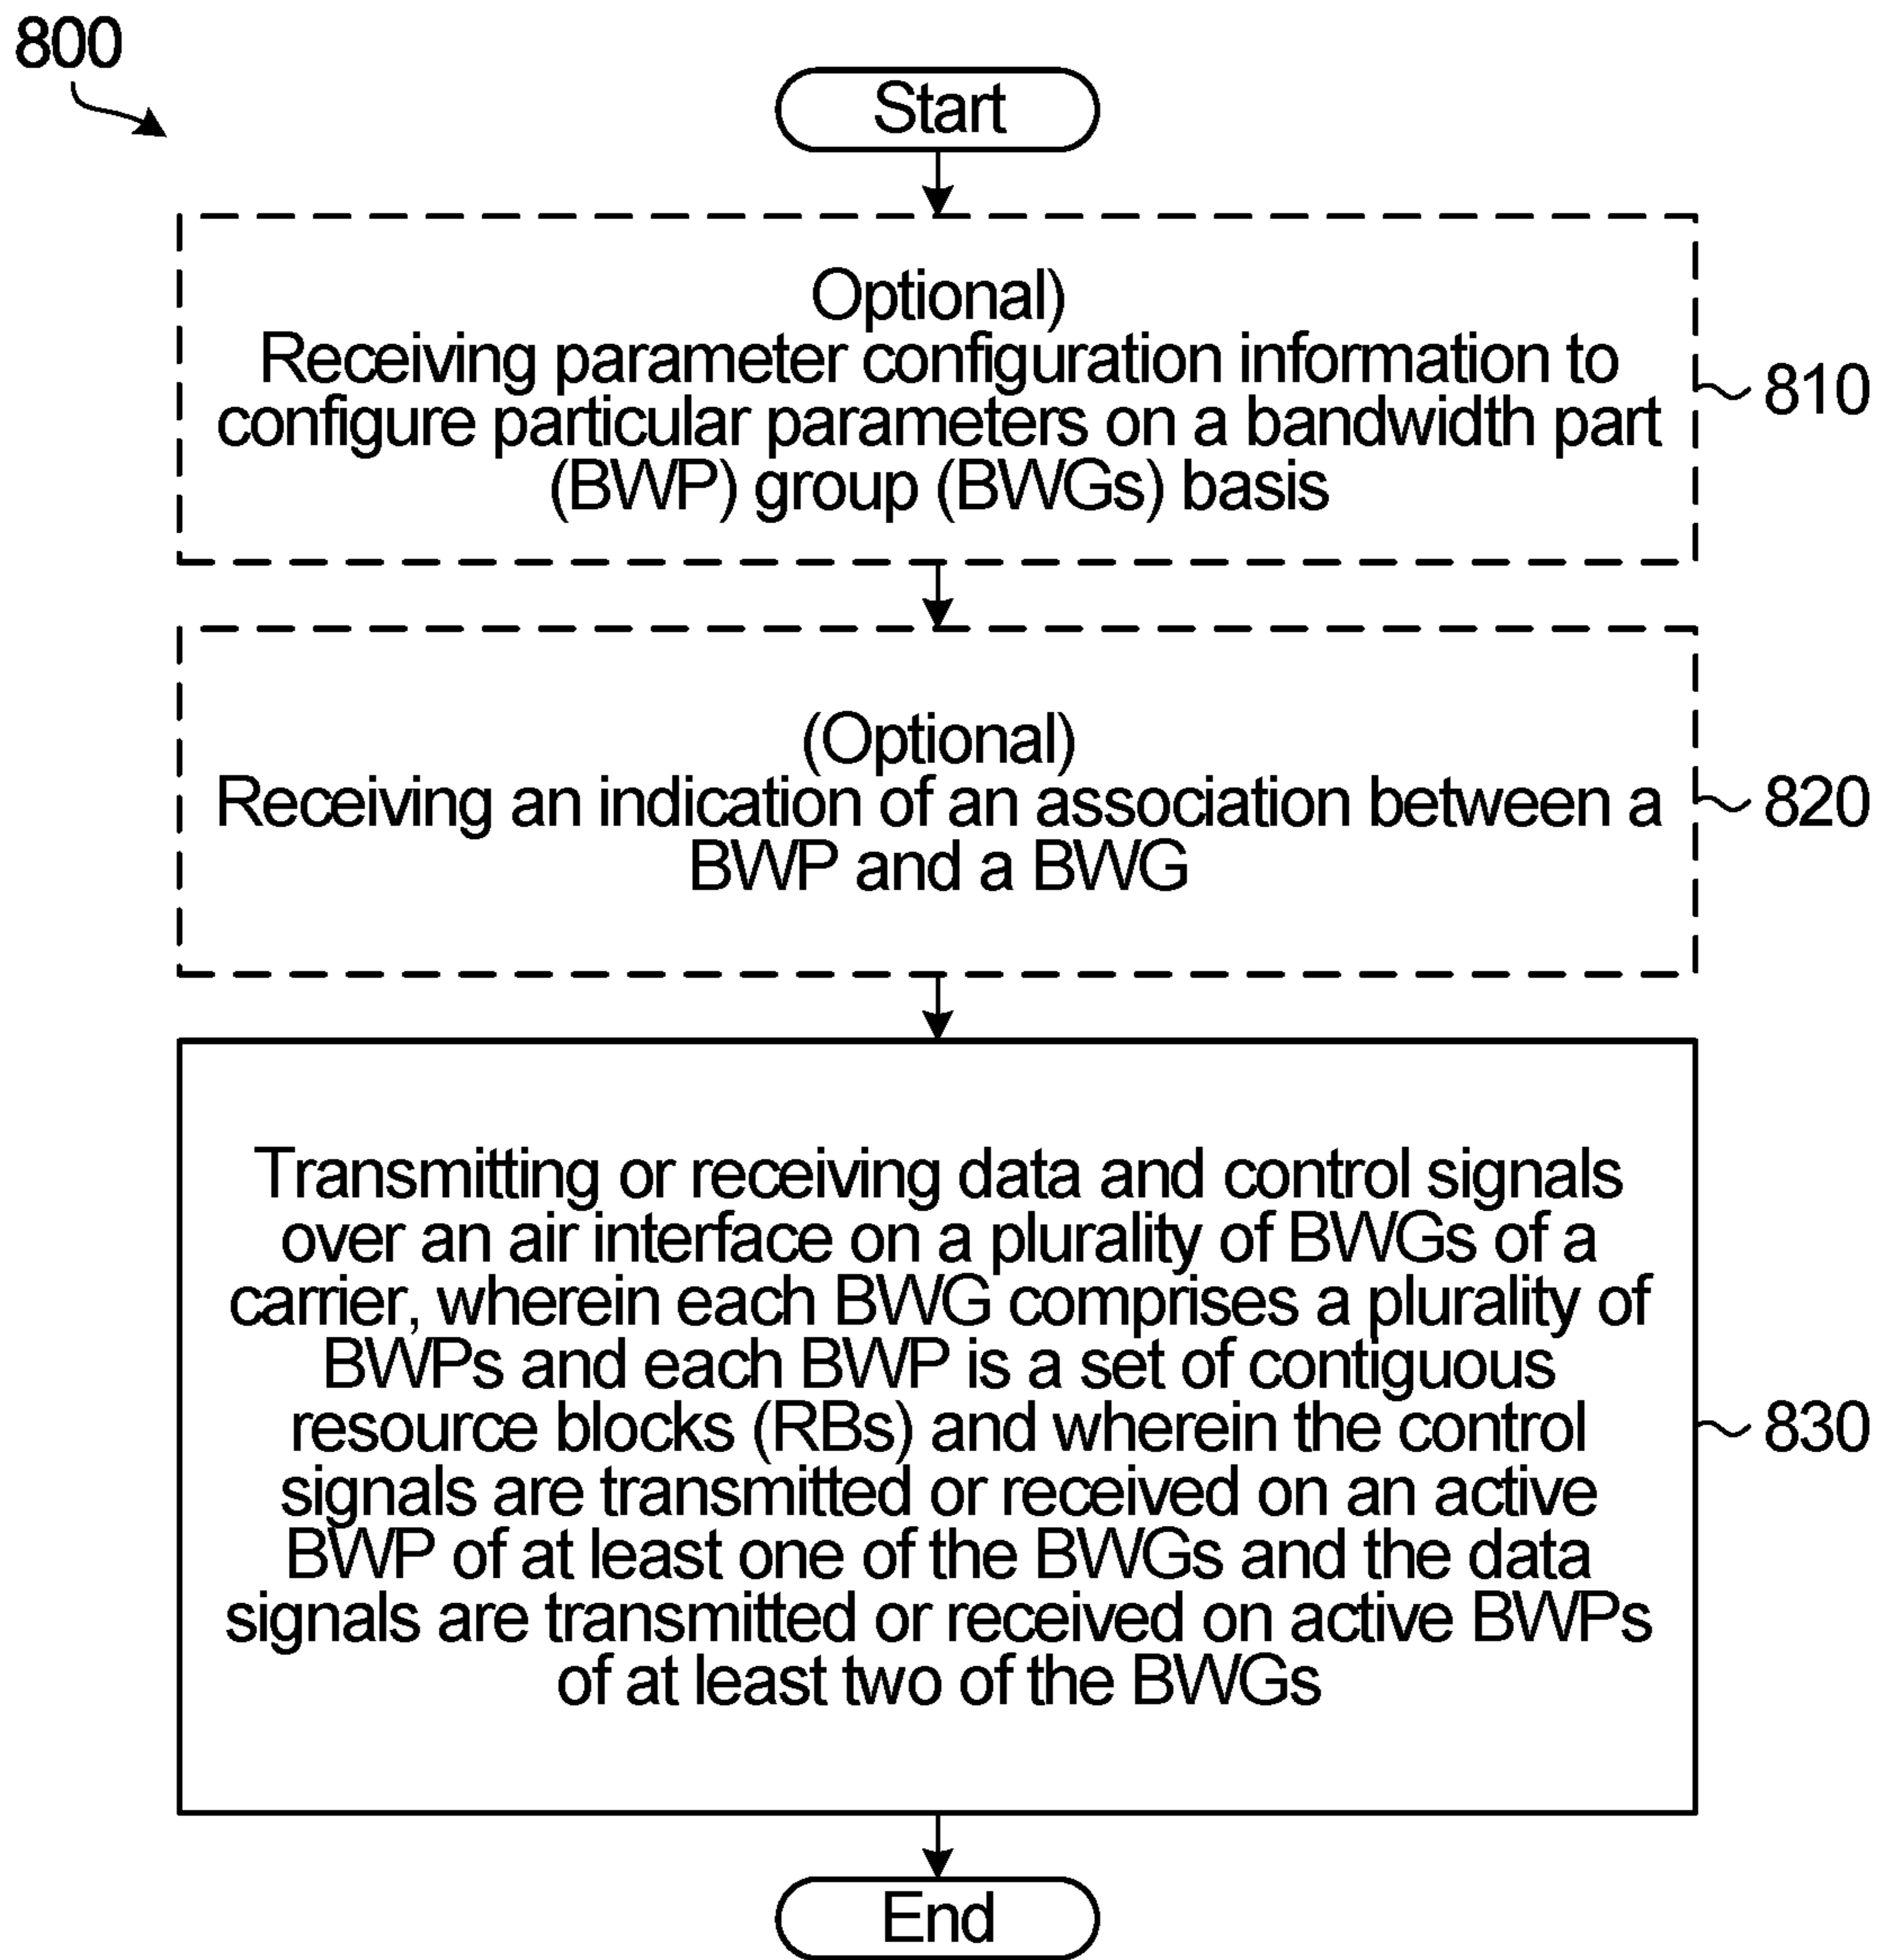 800
Start
Optional)
Receiving parameter configuration information to
configure particular parameters on a bandwidth part
(BWP) group (BWGs) basis
810
(Optional)
Receiving an indication of an association between a
BWP and a BWG
820
Transmitting or receiving data and control signals
over an air interface on a plurality of BWGs of a
carrier, wherein each BWG comprises a plurality of
BWPs and each BWP is a set of contiguous
resource blocks (RBs) and wherein the control
signals are transmitted or received on an active
BWP of at least one of the BWGs and the data
signals are transmitted or received on active BWPs
of at least two of the BWGs
830
End